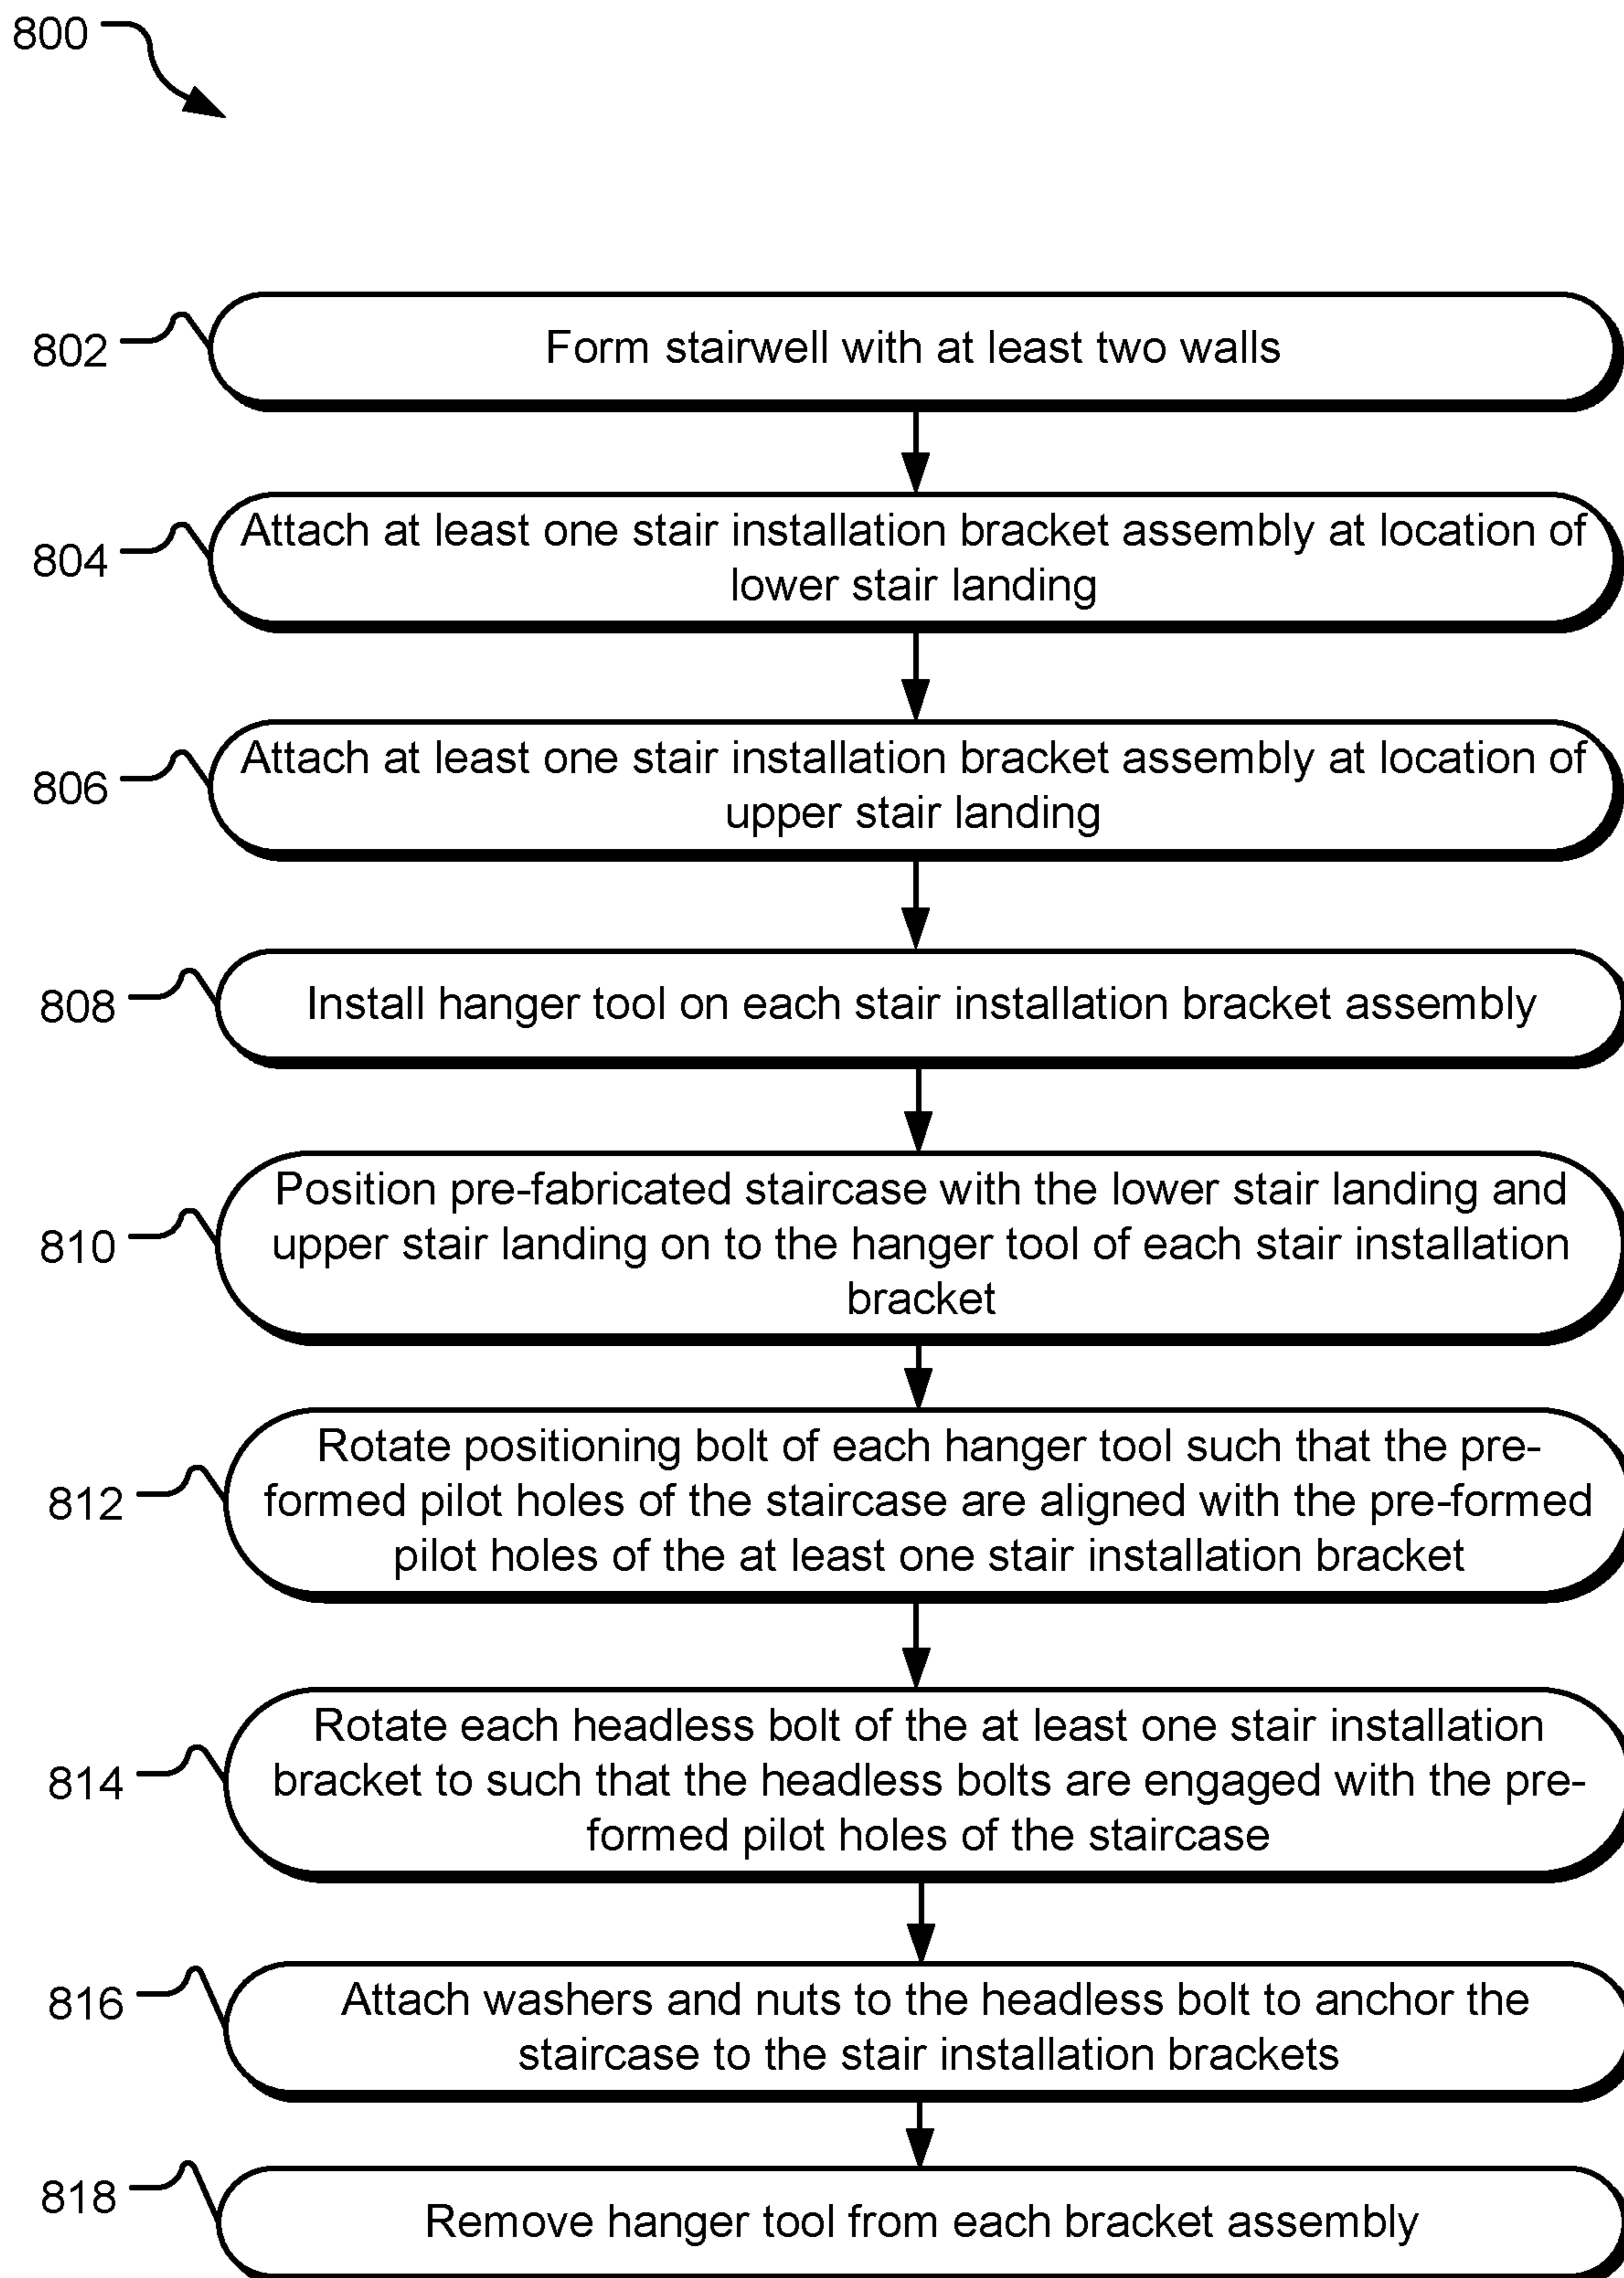 800
802
Form stairwell with at least two walls
804
Attach at least one stair installation bracket assembly at location of
lower stair landing
806
Attach at least one stair installation bracket assembly at location of
upper stair landing
808
Install hanger tool on each stair installation bracket assembly
810
Position pre-fabricated staircase with the lower stair landing and
upper stair landing on to the hanger tool of each stair installation
bracket
812
Rotate positioning bolt of each hanger tool such that the pre-
formed pilot holes of the staircase are aligned with the pre-formed
pilot holes of the at least one stair installation bracket
814
Rotate each headless bolt of the at least one stair installation
bracket to such that the headless bolts are engaged with the pre-
formed pilot holes of the staircase
816
Attach washers and nuts to the headless bolt to anchor the
staircase to the stair installation brackets
818
Remove hanger tool from each bracket assembly